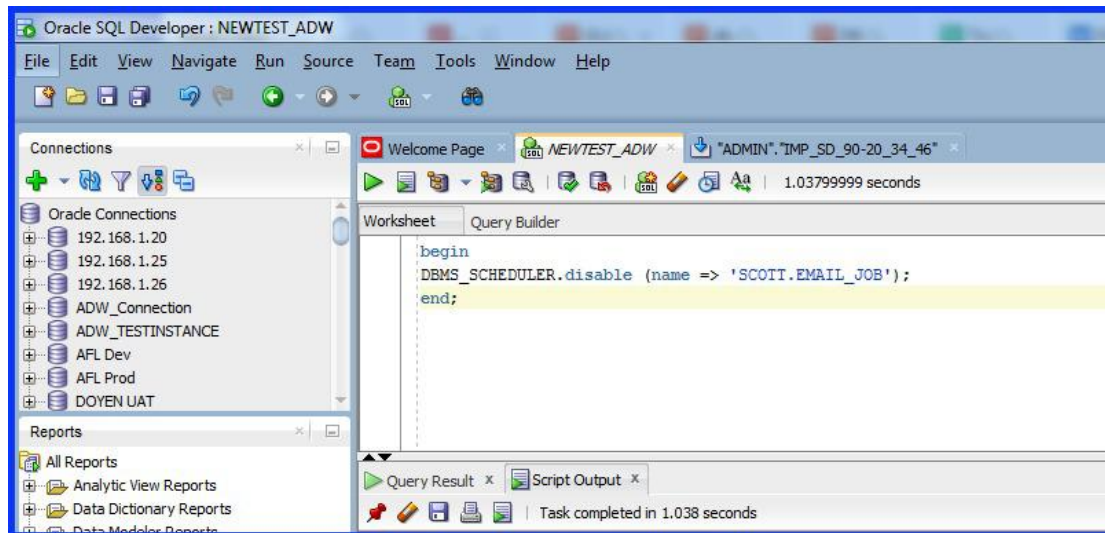 Oracle SQL Developer : NEWTEST_ADW
File Edit View Navigate Run Source Team Tools Window Help
Connections
Welcome Page
NEWTEST_ADW
"ADMIN"."IMP_SD_90-20_34_46"
1.03799999 seconds
Oracle Connections
192.168.1.20
192.168.1.25
192.168.1.26
ADW_Connection
ADW_TESTINSTANCE
AFL Dev
AFL Prod
DOYEN UAT
Worksheet Query Builder
begin
DBMS_SCHEDULER.disable (name => 'SCOTT.EMAIL_JOB');
end;
Reports
All Reports
Analytic View Reports
Data Dictionary Reports
Data Modeler Reports
Query Result x Script Output x
Task completed in 1.038 seconds